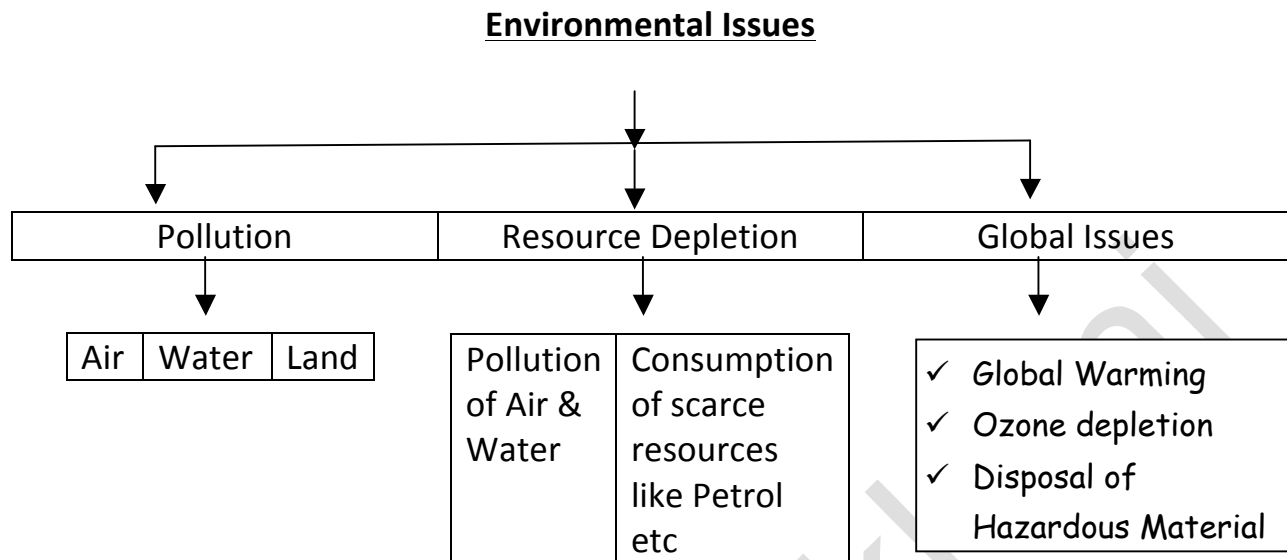 Environmental Issues
Pollution
Resource Depletion
Global Issues
Air
Water
Land
Pollution
of Air &
Water
Consumption
of scarce
resources
like Petrol
etc
✓ Global Warming
✓ Ozone depletion
✓ Disposal of
Hazardous Material